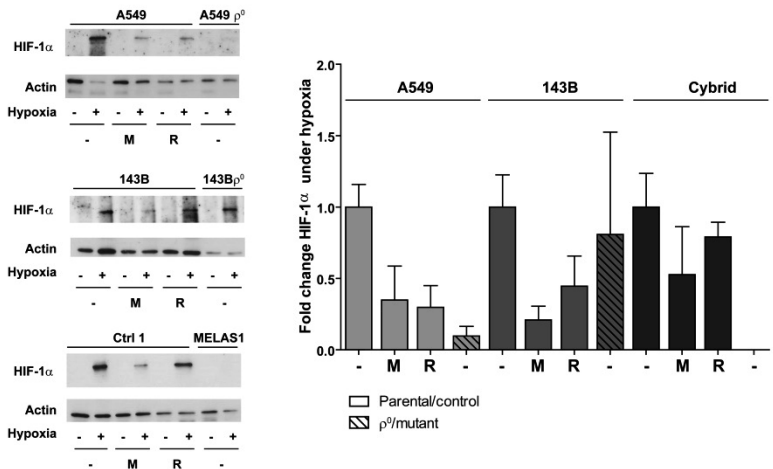 A549 A549 ρ⁰
HIF-1α
Actin
Hypoxia - + - + - + - +
- M R -
143B 143Bρ⁰
HIF-1α
Actin
Hypoxia - + - + - + - +
- M R -
Ctrl 1 MELAS1
HIF-1α
Actin
Hypoxia - + - + - + - +
- M R -
Fold change HIF-1α under hypoxia
2.0
1.5
1.0
0.5
0.0
A549 143B Cybrid
- M R - - M R - - M R -
Parental/control
ρ⁰/mutant